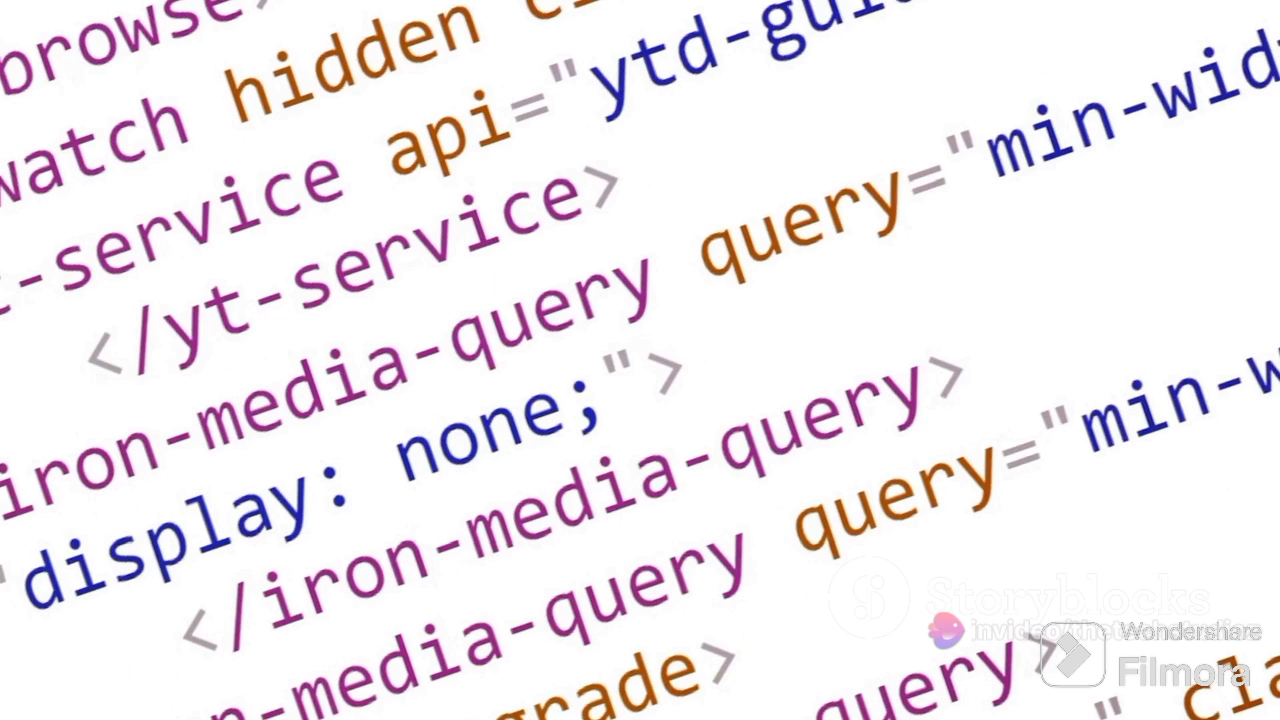 browse>
watch hidden
-service api="ytd-gui
</yt-service>
iron-media-query query="min-wid
"display: none;">
</iron-media-query>
-media-query query="min-w
grade>
query>
" cla
Storyblocks
Wondershare
Filmora